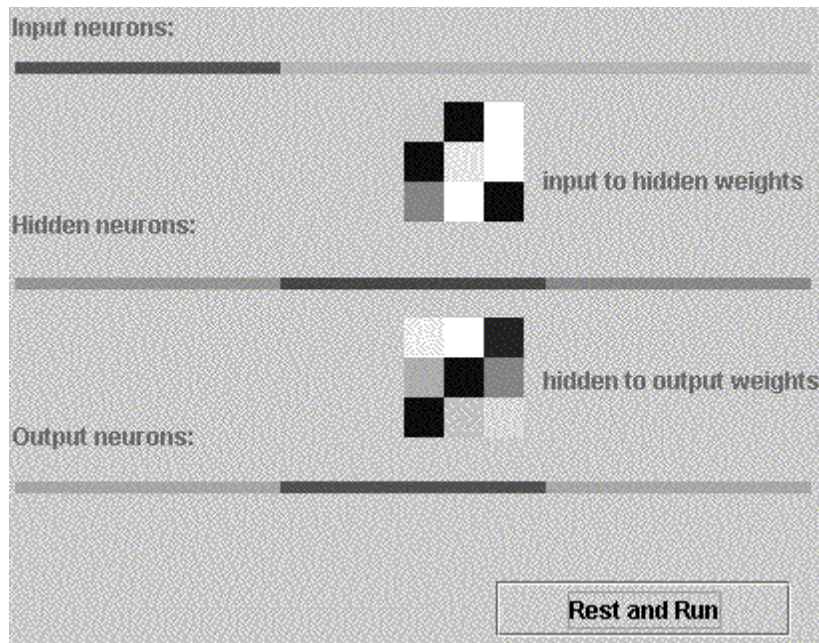 Input neurons:
input to hidden weights
Hidden neurons:
hidden to output weights
Output neurons:
Rest and Run